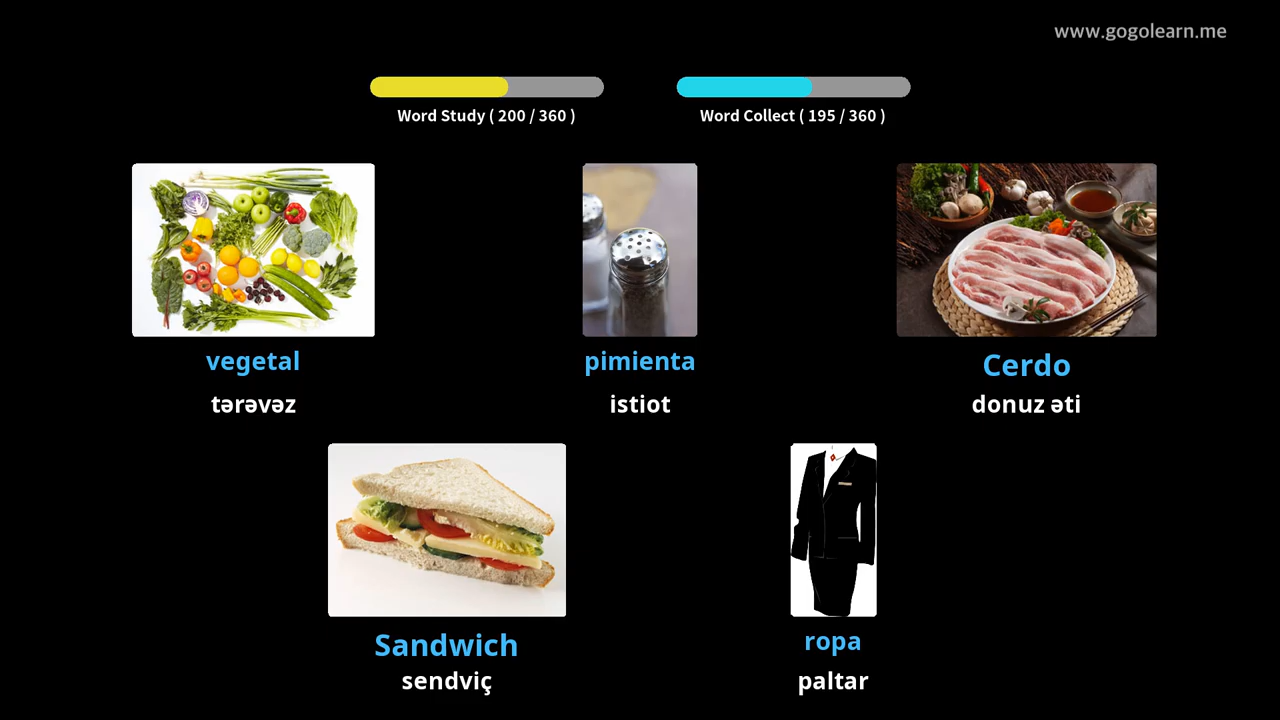 www.gogolearn.me
Word Study ( 200 / 360 )
Word Collect ( 195 / 360 )
vegetal
pimienta
Cerdo
tərəvəz
istiot
donuz əti
Sandwich
ropa
sendviç
paltar